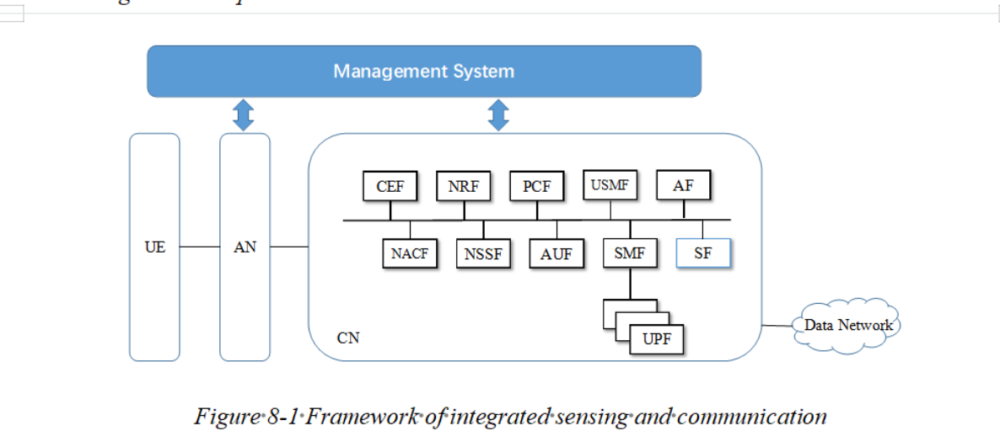 Management System
CEF
NRF
PCF
USMF
AF
UE
AN
NACF
NSSF
AUF
SMF
SF
Data Network
CN
UPF
Figure 8-1 Framework of integrated sensing and communication